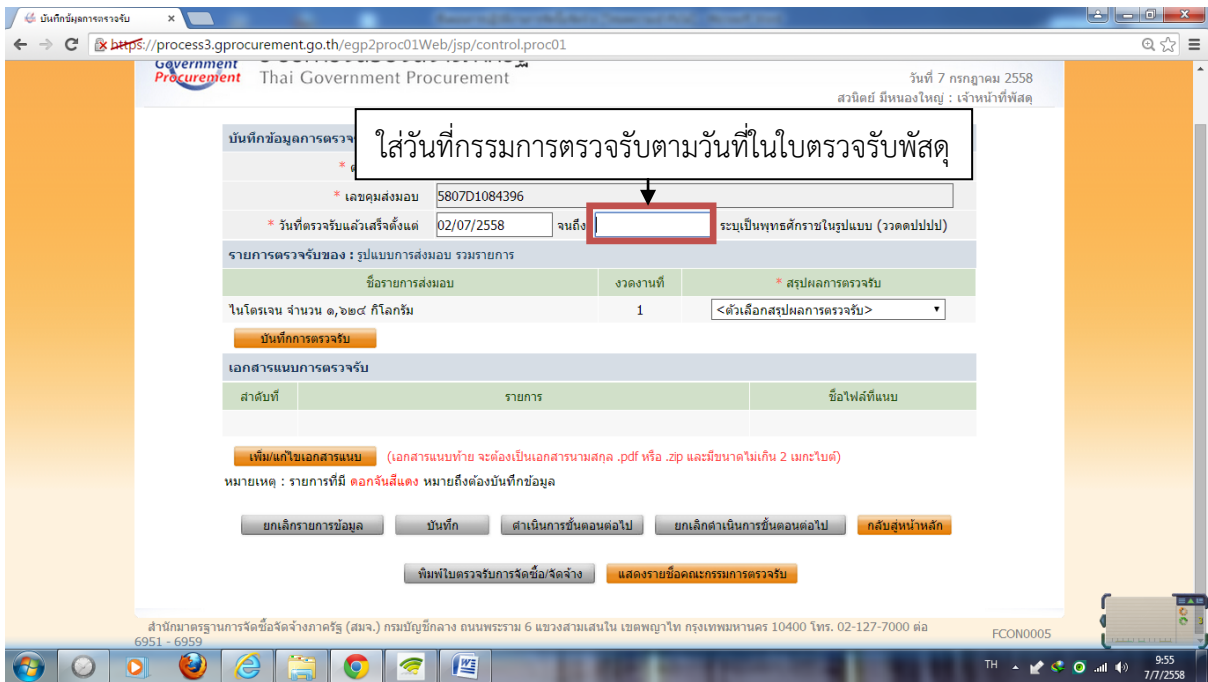 บันทึกข้อมูลการตรวจรับ
https://process3.gprocurement.go.th/egp2proc01Web/jsp/control.proc01
Government
Procurement Thai Government Procurement
วันที่ 7 กรกฎาคม 2558
สวนิตย์ มีหนองใหญ่ : เจ้าหน้าที่พัสดุ
ใส่วันที่กรรมการตรวจรับตามวันที่ในใบตรวจรับพัสดุ
บันทึกข้อมูลการตรวจ
* เลขคุมส่งมอบ 5807D1084396
* วันที่ตรวจรับแล้วเสร็จตั้งแต่ 02/07/2558 จนถึง ระบุเป็นพุทธศักราชในรูปแบบ (ววดดปปปป)
รายการตรวจรับของ : รูปแบบการส่งมอบ รวมรายการ
ชื่อรายการส่งมอบ งวดงานที่ * สรุปผลการตรวจรับ
ไนโตรเจน จำนวน ๑,๖๒๔ กิโลกรัม 1 <ตัวเลือกสรุปผลการตรวจรับ>
บันทึกการตรวจรับ
เอกสารแนบการตรวจรับ
ลำดับที่ รายการ ชื่อไฟล์ที่แนบ
เพิ่ม/แก้ไขเอกสารแนบ (เอกสารแนบท้าย จะต้องเป็นเอกสารนามสกุล .pdf หรือ .zip และมีขนาดไม่เกิน 2 เมกะไบต์)
หมายเหตุ : รายการที่มี ดอกจันสีแดง หมายถึงต้องบันทึกข้อมูล
ยกเลิกรายการข้อมูล บันทึก ดำเนินการขั้นตอนต่อไป ยกเลิกดำเนินการขั้นตอนต่อไป กลับสู่หน้าหลัก
พิมพ์ใบตรวจรับการจัดซื้อ/จัดจ้าง แสดงรายชื่อคณะกรรมการตรวจรับ
สำนักมาตรฐานการจัดซื้อจัดจ้างภาครัฐ (สมจ.) กรมบัญชีกลาง ถนนพระราม 6 แขวงสามเสนใน เขตพญาไท กรุงเทพมหานคร 10400 โทร. 02-127-7000 ต่อ
6951 - 6959
FCON0005
TH
9:55
7/7/2558